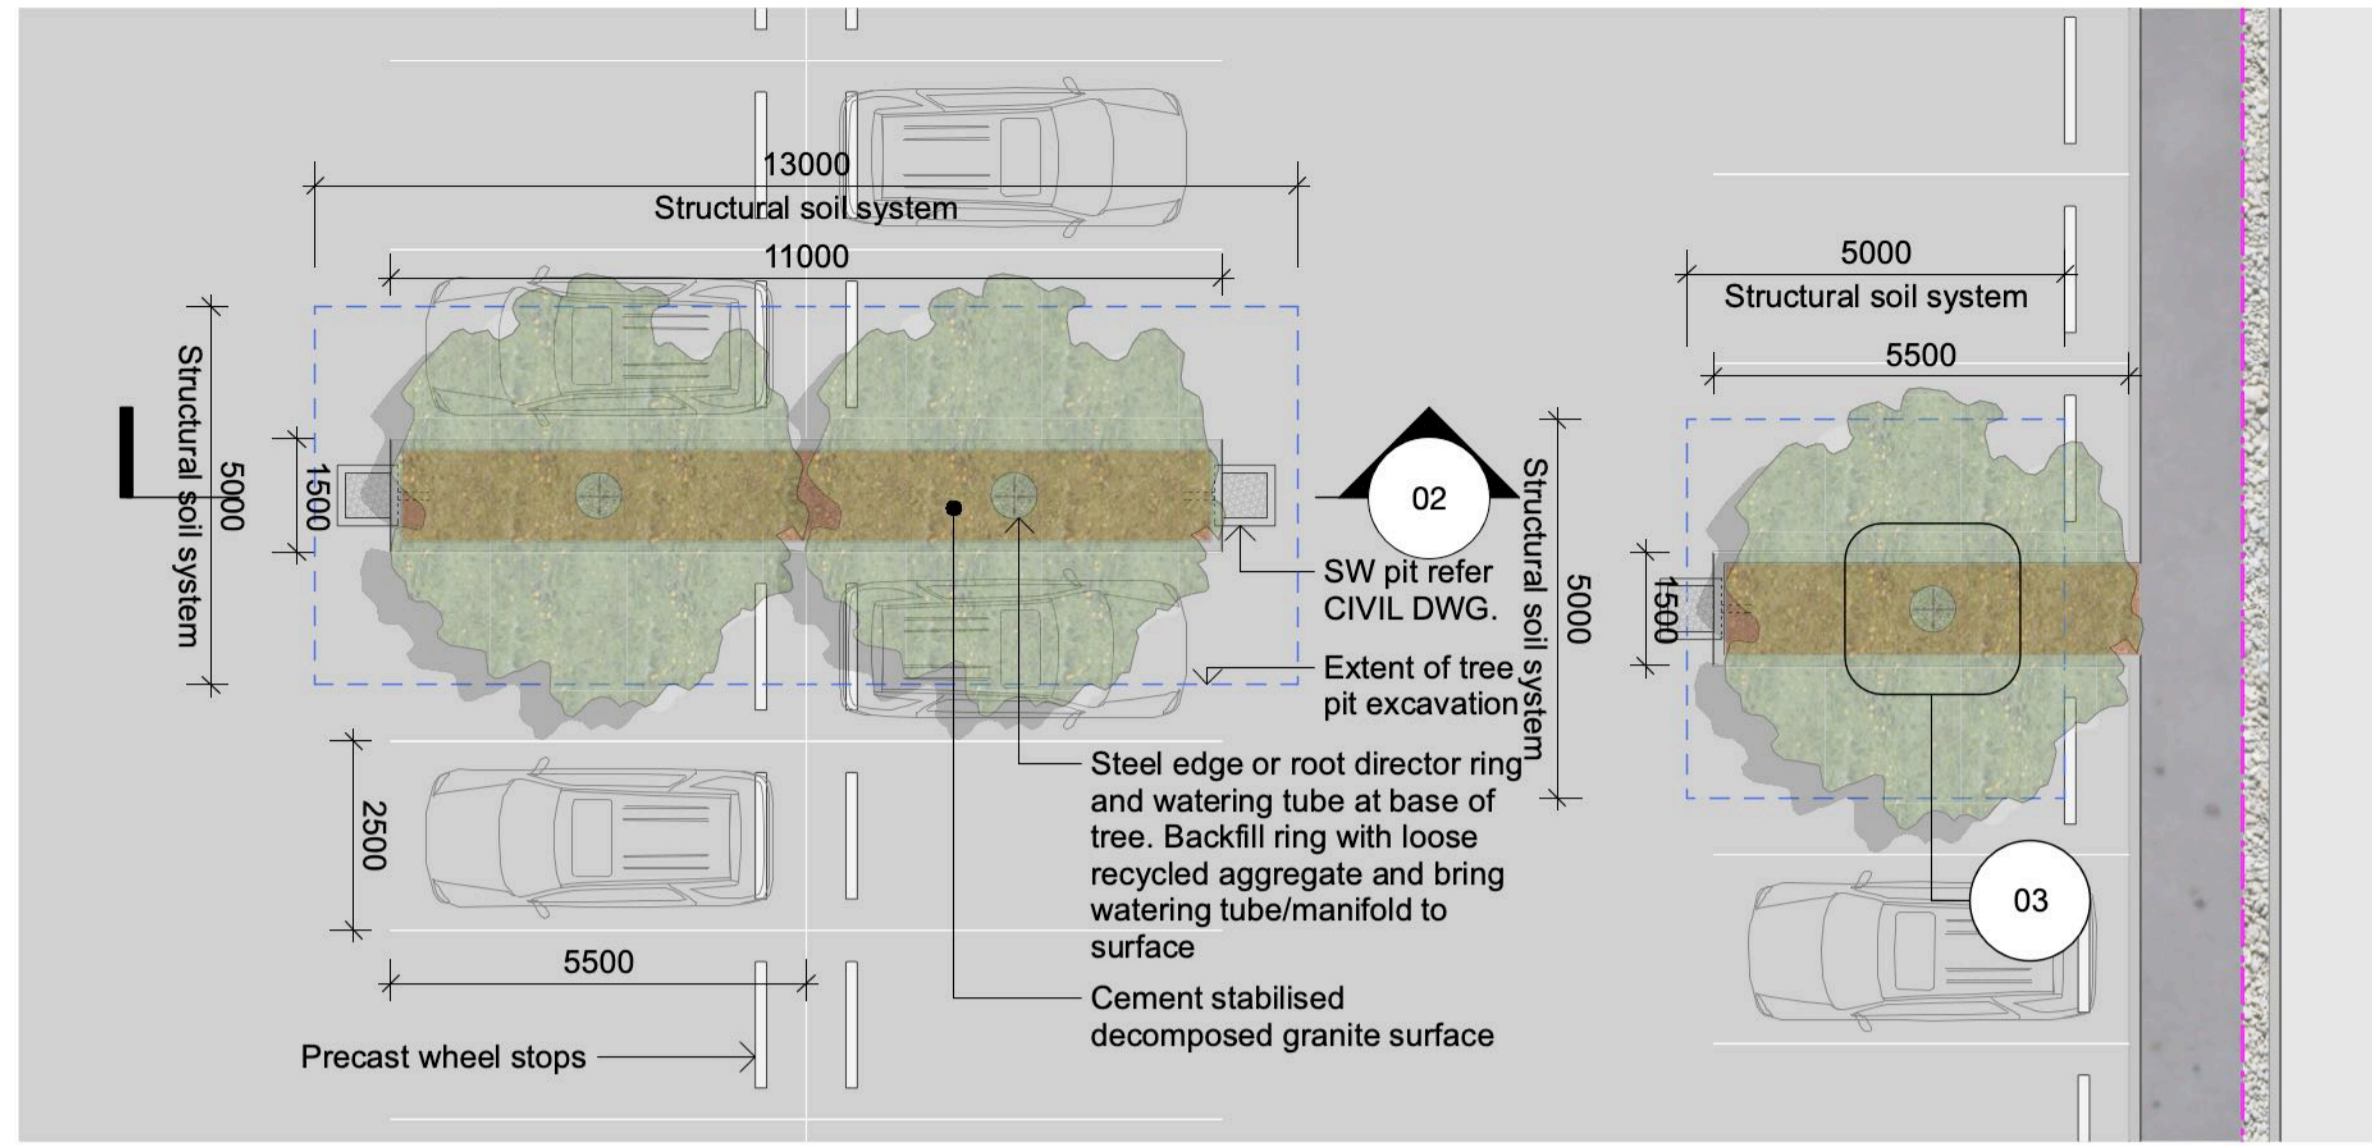 13000
Structural soil system
11000
Structural soil system
5000
1500
5000
Structural soil system
5500
02
SW pit refer
CIVIL DWG.
Structural soil system
5000
1500
Extent of tree
pit excavation
Steel edge or root director ring
and watering tube at base of
tree. Backfill ring with loose
recycled aggregate and bring
watering tube/manifold to
surface
2500
03
5500
Cement stabilised
decomposed granite surface
Precast wheel stops